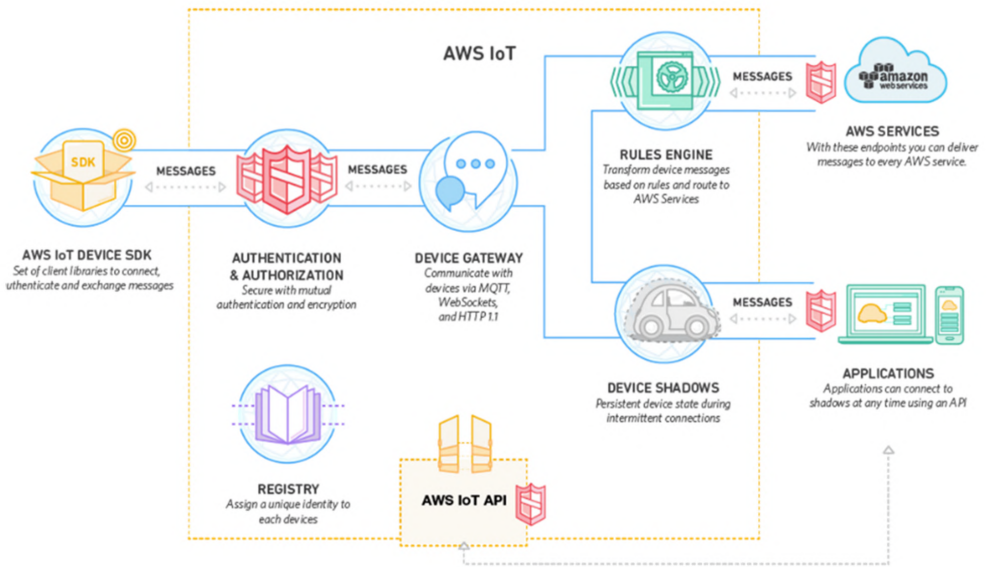 AWS IoT
SDK
MESSAGES
MESSAGES
MESSAGES
amazon
web services
AWS IoT DEVICE SDK
Set of client libraries to connect,
uthenticate and exchange messages
AUTHENTICATION
& AUTHORIZATION
Secure with mutual
authentication and encryption
DEVICE GATEWAY
Communicate with
devices via MQTT,
WebSockets,
and HTTP 1.1
RULES ENGINE
Transform device messages
based on rules and route to
AWS Services
AWS SERVICES
With these endpoints you can deliver
messages to every AWS service.
MESSAGES
DEVICE SHADOWS
Persistent device state during
intermittent connections
APPLICATIONS
Applications can connect to
shadows at any time using an API
REGISTRY
Assign a unique identity to
each devices
AWS IoT API